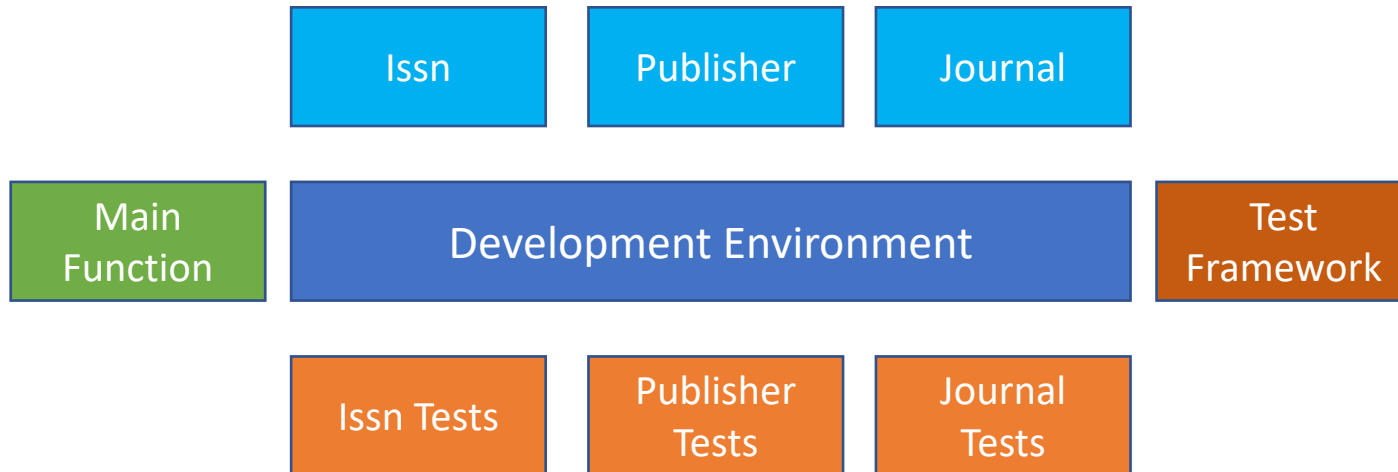 Issn
Publisher
Journal
Main
Function
Development Environment
Test
Framework
Issn Tests
Publisher
Tests
Journal
Tests